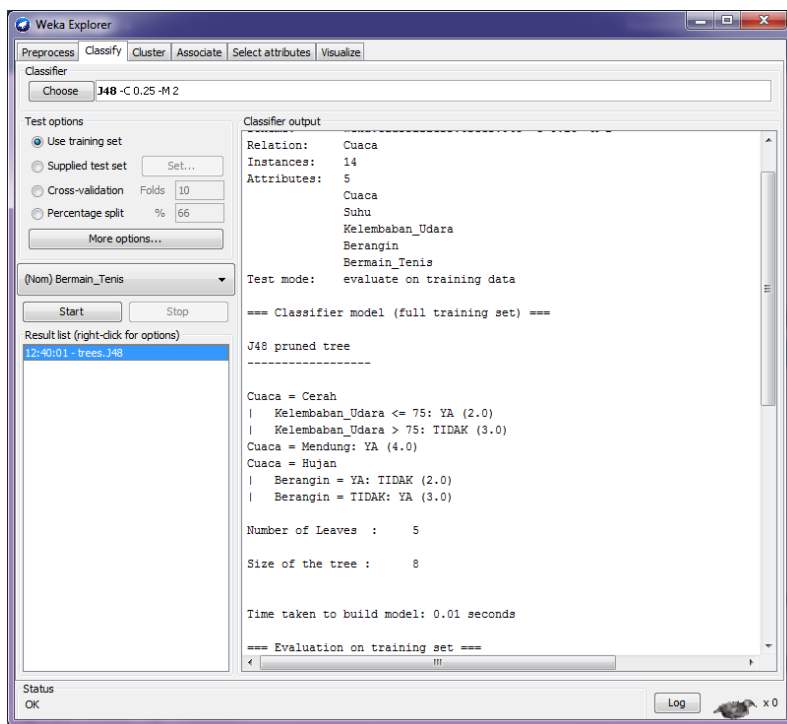 Weka Explorer
Preprocess Classify Cluster Associate Select attributes Visualize
Classifier
Choose J48 -C 0.25 -M 2
Test options
Use training set
Supplied test set Set...
Cross-validation Folds 10
Percentage split % 66
More options...
(Nom) Bermain_Tenis
Start Stop
Result list (right-click for options)
12:40:01 - trees.J48
Classifier output
Relation: Cuaca
Instances: 14
Attributes: 5
Cuaca
Suhu
Kelembaban_Udara
Berangin
Bermain_Tenis
Test mode: evaluate on training data
=== Classifier model (full training set) ===
J48 pruned tree
------------------
Cuaca = Cerah
| Kelembaban_Udara <= 75: YA (2.0)
| Kelembaban_Udara > 75: TIDAK (3.0)
Cuaca = Mendung: YA (4.0)
Cuaca = Hujan
| Berangin = YA: TIDAK (2.0)
| Berangin = TIDAK: YA (3.0)
Number of Leaves : 5
Size of the tree : 8
Time taken to build model: 0.01 seconds
=== Evaluation on training set ===
Status
OK
Log x 0